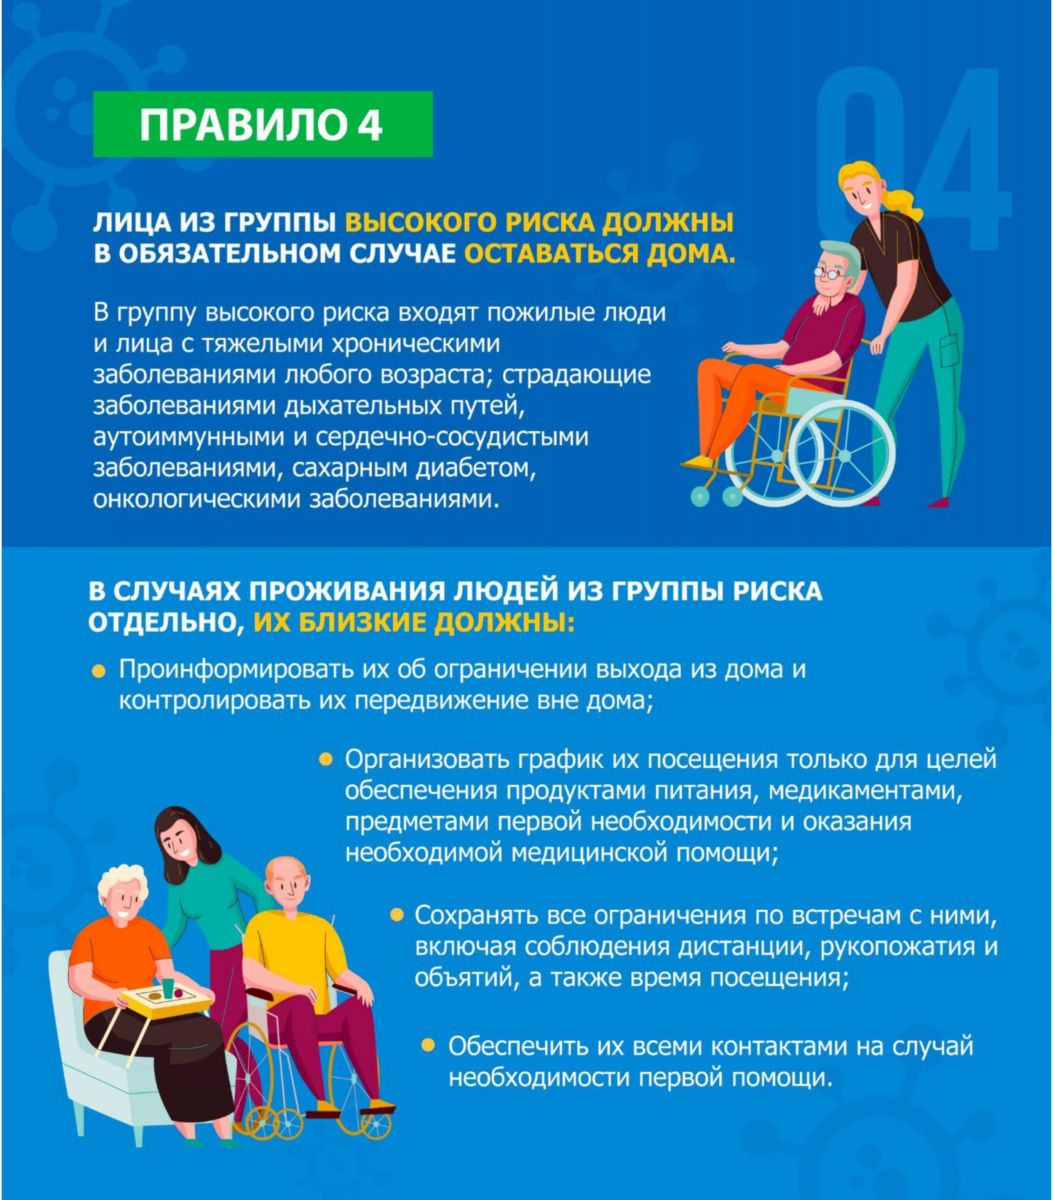 04
ПРАВИЛО 4
ЛИЦА ИЗ ГРУППЫ ВЫСОКОГО РИСКА ДОЛЖНЫ
В ОБЯЗАТЕЛЬНОМ СЛУЧАЕ ОСТАВАТЬСЯ ДОМА.
В группу высокого риска входят пожилые люди
и лица с тяжелыми хроническими
заболеваниями любого возраста; страдающие
заболеваниями дыхательных путей,
аутоиммунными и сердечно-сосудистыми
заболеваниями, сахарным диабетом,
онкологическими заболеваниями.
В СЛУЧАЯХ ПРОЖИВАНИЯ ЛЮДЕЙ ИЗ ГРУППЫ РИСКА
ОТДЕЛЬНО, ИХ БЛИЗКИЕ ДОЛЖНЫ:
• Проинформировать их об ограничении выхода из дома и
контролировать их передвижение вне дома;
• Организовать график их посещения только для целей
обеспечения продуктами питания, медикаментами,
предметами первой необходимости и оказания
необходимой медицинской помощи;
• Сохранять все ограничения по встречам с ними,
включая соблюдения дистанции, рукопожатия и
объятий, а также время посещения;
• Обеспечить их всеми контактами на случай
необходимости первой помощи.